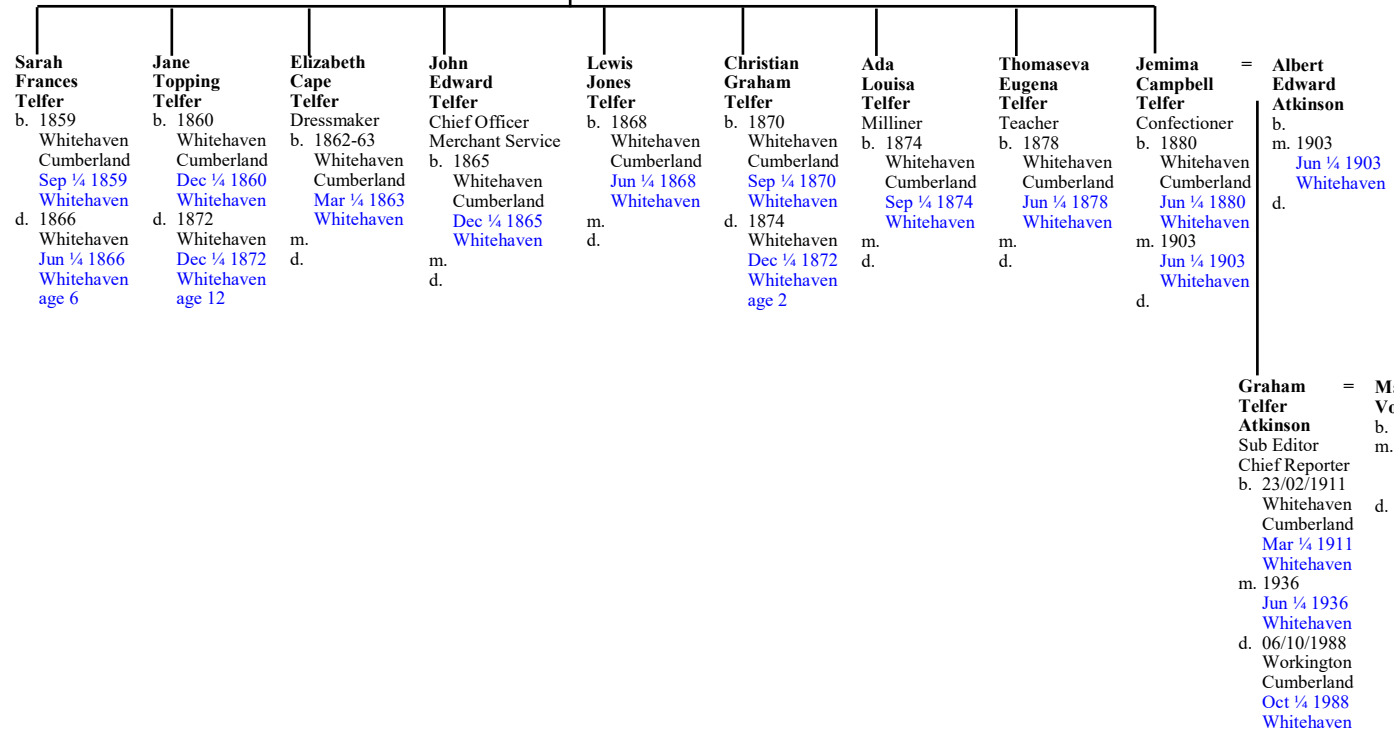 Sarah
Frances
Telfer
b. 1859
Whitehaven
Cumberland
Sep ¼ 1859
Whitehaven
d. 1866
Whitehaven
Jun ¼ 1866
Whitehaven
age 6
Jane
Topping
Telfer
b. 1860
Whitehaven
Cumberland
Dec ¼ 1860
Whitehaven
d. 1872
Whitehaven
Dec ¼ 1872
Whitehaven
age 12
Elizabeth
Cape
Telfer
Dressmaker
b. 1862-63
Whitehaven
Cumberland
Mar ¼ 1863
Whitehaven
m.
d.
John
Edward
Telfer
Chief Officer
Merchant Service
b. 1865
Whitehaven
Cumberland
Dec ¼ 1865
Whitehaven
m.
d.
Lewis
Jones
Telfer
b. 1868
Whitehaven
Cumberland
Jun ¼ 1868
Whitehaven
m.
d.
Christian
Graham
Telfer
b. 1870
Whitehaven
Cumberland
Sep ¼ 1870
Whitehaven
d. 1874
Whitehaven
Dec ¼ 1872
Whitehaven
age 2
Ada
Louisa
Telfer
Milliner
b. 1874
Whitehaven
Cumberland
Sep ¼ 1874
Whitehaven
m.
d.
Thomaseva
Eugena
Telfer
Teacher
b. 1878
Whitehaven
Cumberland
Jun ¼ 1878
Whitehaven
m.
d.
Jemima =
Campbell
Telfer
Confectioner
b. 1880
Whitehaven
Cumberland
Jun ¼ 1880
Whitehaven
m. 1903
Jun ¼ 1903
Whitehaven
d.
Albert
Edward
Atkinson
b.
m. 1903
Jun ¼ 1903
Whitehaven
d.
Graham =
Telfer
Atkinson
Sub Editor
Chief Reporter
b. 23/02/1911
Whitehaven
Cumberland
Mar ¼ 1911
Whitehaven
m. 1936
Jun ¼ 1936
Whitehaven
d. 06/10/1988
Workington
Cumberland
Oct ¼ 1988
Whitehaven
b.
m.
d.